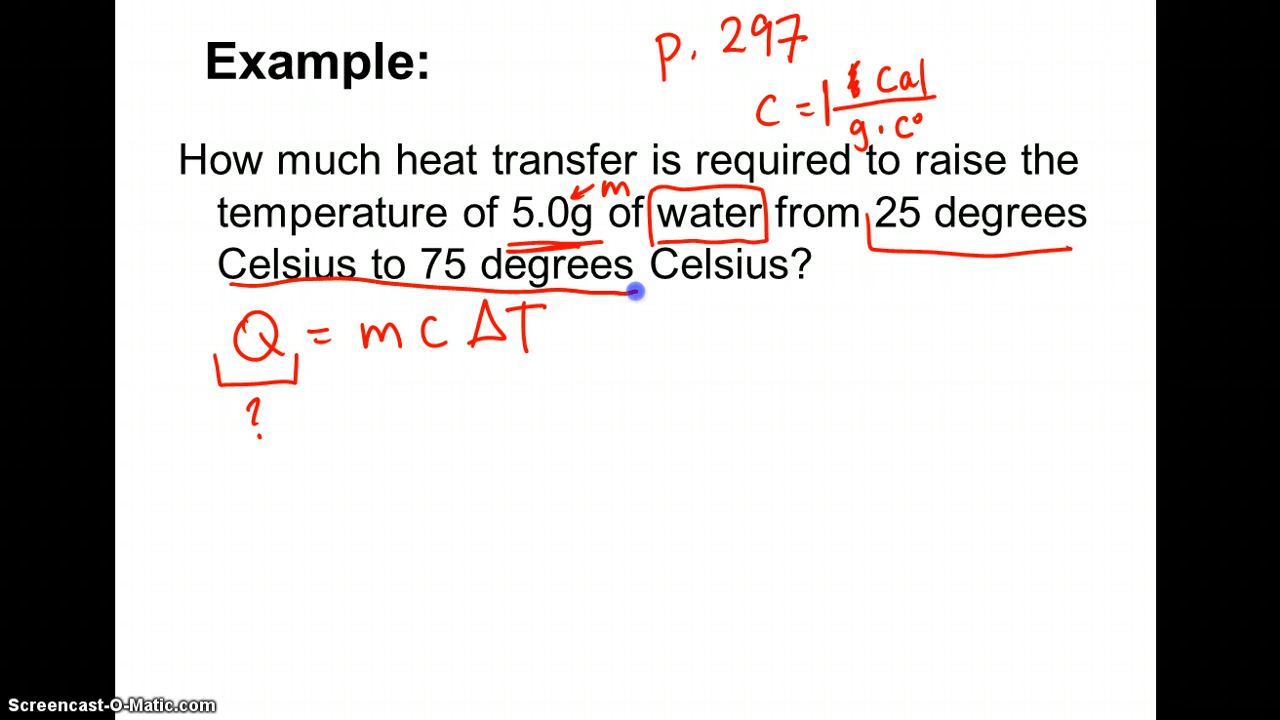 Example:
p. 297
c = 1 Cal
g · C°
How much heat transfer is required to raise the
m
temperature of 5.0g of water from 25 degrees
Celsius to 75 degrees Celsius?
Q = m c ΔT
?
Screencast-O-Matic.com